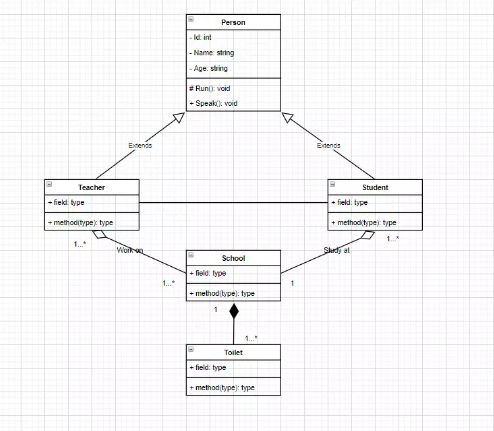 Person
- Id: int
- Name: string
- Age: string
# Run(): void
+ Speak(): void
Extends
Extends
Teacher
+ field: type
+ method(type): type
Student
+ field: type
+ method(type): type
1...*
Work on
1...*
School
+ field: type
+ method(type): type
Study at
1...*
1
1
1...*
Toilet
+ field: type
+ method(type): type